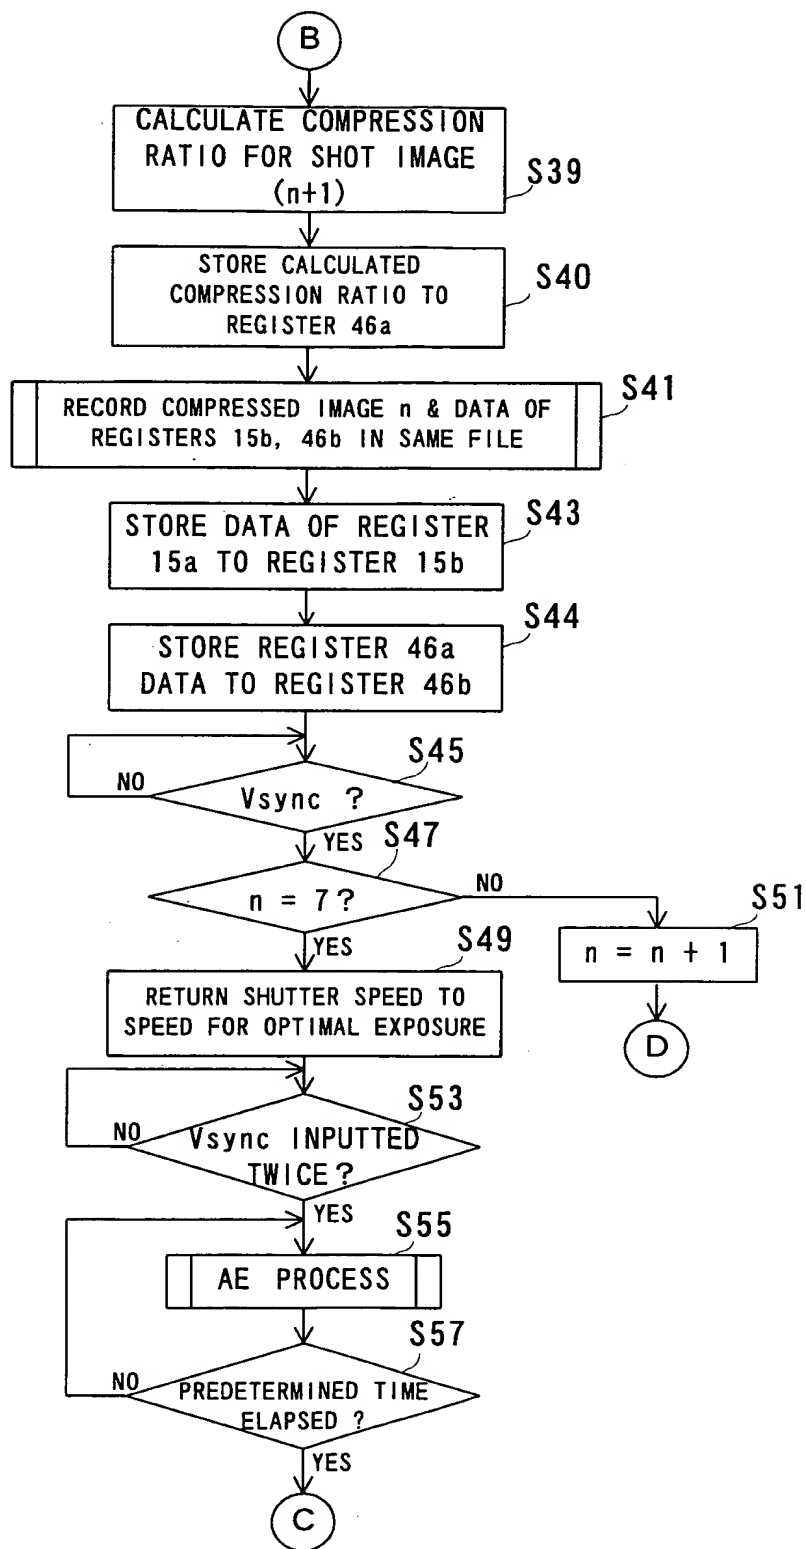 B
CALCULATE COMPRESSION
RATIO FOR SHOT IMAGE
(n+1)
S39
STORE CALCULATED
COMPRESSION RATIO TO
REGISTER 46a
S40
RECORD COMPRESSED IMAGE n & DATA OF
REGISTERS 15b, 46b IN SAME FILE
S41
STORE DATA OF REGISTER
15a TO REGISTER 15b
S43
STORE REGISTER 46a
DATA TO REGISTER 46b
S44
S45
NO
Vsync ?
YES
S47
n = 7?
NO
YES
S51
n = n + 1
D
S49
RETURN SHUTTER SPEED TO
SPEED FOR OPTIMAL EXPOSURE
S53
NO
Vsync INPUTTED
TWICE?
YES
S55
AE PROCESS
S57
NO
PREDETERMINED TIME
ELAPSED ?
YES
C